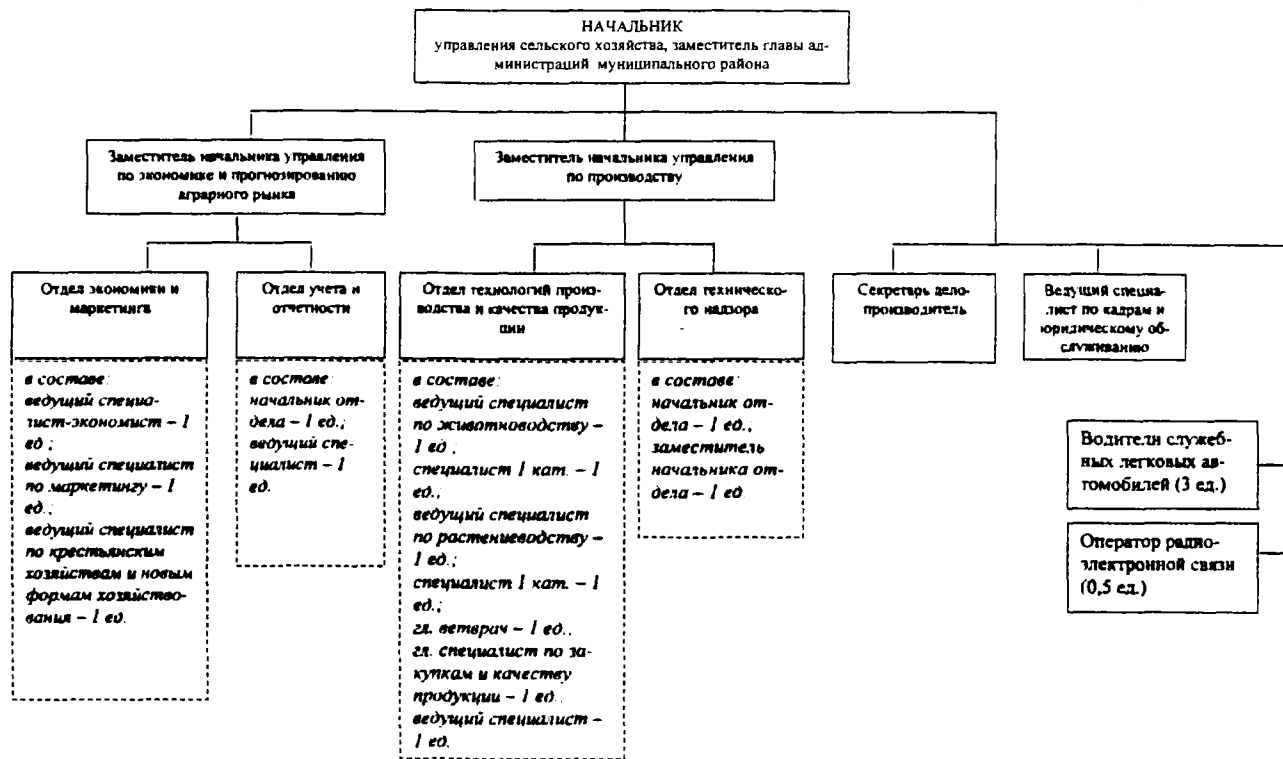 НАЧАЛЬНИК
управления сельского хозяйства, заместитель главы ад-
министраций муниципального района
Заместитель начальника управления
по экономике и прогнозированию
аграрного рынка
Заместитель начальника управления
по производству
Отдел экономики и
маркетинга
Отдел учета и
отчетности
Отдел технологий произ-
водства и качества продук-
ции
Отдел техническо-
го надзора
Секретарь дело-
производитель
Ведущий специа-
лист по кадрам и
юридическому об-
служиванию
в составе:
ведущий специа-
лист-экономист – 1
ед.;
ведущий специалист
по маркетингу – 1
ед.;
ведущий специалист
по крестьянским
хозяйствам и новым
формам хозяйство-
вания – 1 ед.
в составе:
начальник от-
дела – 1 ед.;
ведущий спе-
циалист – 1
ед.
в составе:
ведущий специалист
по животноводству –
1 ед.;
специалист 1 кат. – 1
ед.;
ведущий специалист
по растениеводству –
1 ед.;
специалист 1 кат. – 1
ед.;
гл. ветврач – 1 ед.,
гл. специалист по за-
купкам и качеству
продукции – 1 ед.
ведущий специалист –
1 ед.
в составе:
начальник от-
дела – 1 ед.;
заместитель
начальника от-
дела – 1 ед.
Водители служеб-
ных легковых ав-
томобилей (3 ед.)
Оператор радио-
электронной связи
(0,5 ед.)